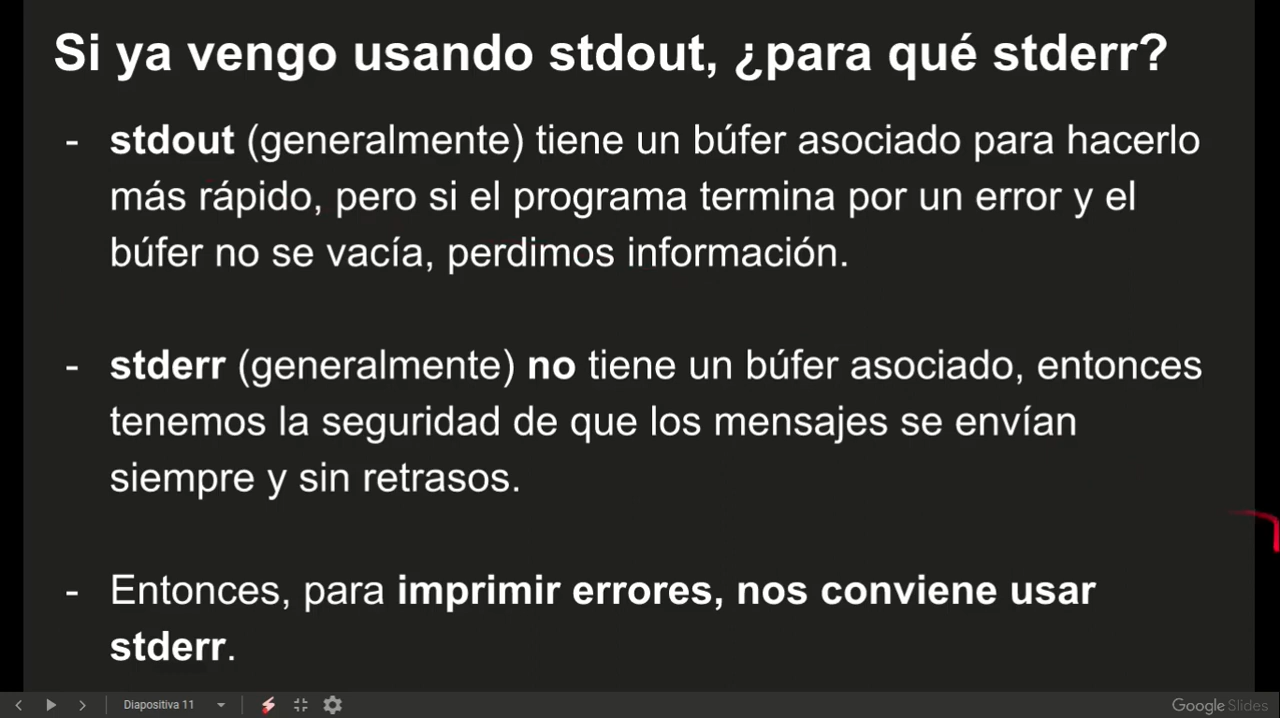 Si ya vengo usando stdout, ¿para qué stderr?
- stdout (generalmente) tiene un búfer asociado para hacerlo
más rápido, pero si el programa termina por un error y el
búfer no se vacía, perdimos información.
- stderr (generalmente) no tiene un búfer asociado, entonces
tenemos la seguridad de que los mensajes se envían
siempre y sin retrasos.
- Entonces, para imprimir errores, nos conviene usar
stderr.
Diapositiva 11
Google Slides